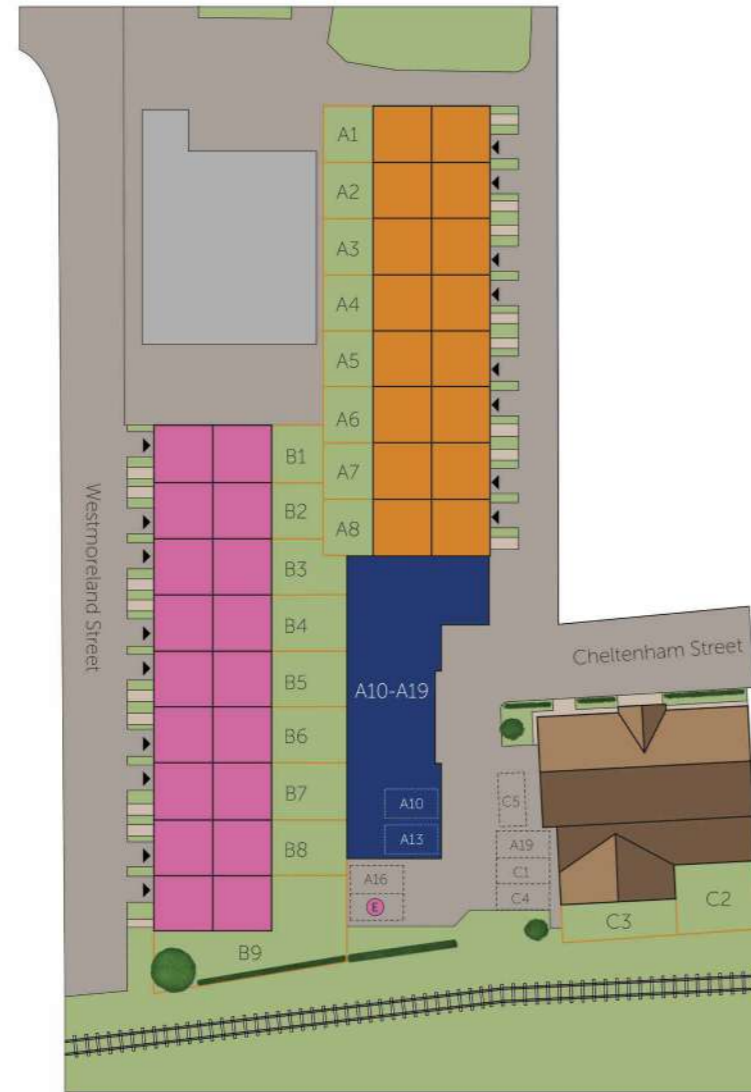 A1
A2
A3
A4
A5
A6
A7
A8
B1
B2
B3
B4
B5
B6
B7
B8
B9
Westmoreland Street
Cheltenham Street
A10-A19
A10
A13
A16
E
C5
A19
C1
C4
C3
C2